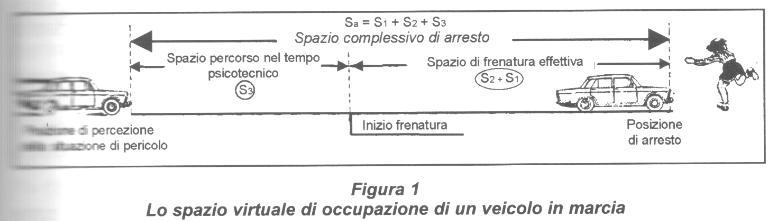 Sa = S1 + S2 + S3
Spazio complessivo di arresto
Spazio percorso nel tempo
psicotecnico
S3
Spazio di frenatura effettiva
S2 + S1
Posizione di percezione
situazione di pericolo
Inizio frenatura
Posizione
di arresto
Figura 1
Lo spazio virtuale di occupazione di un veicolo in marcia